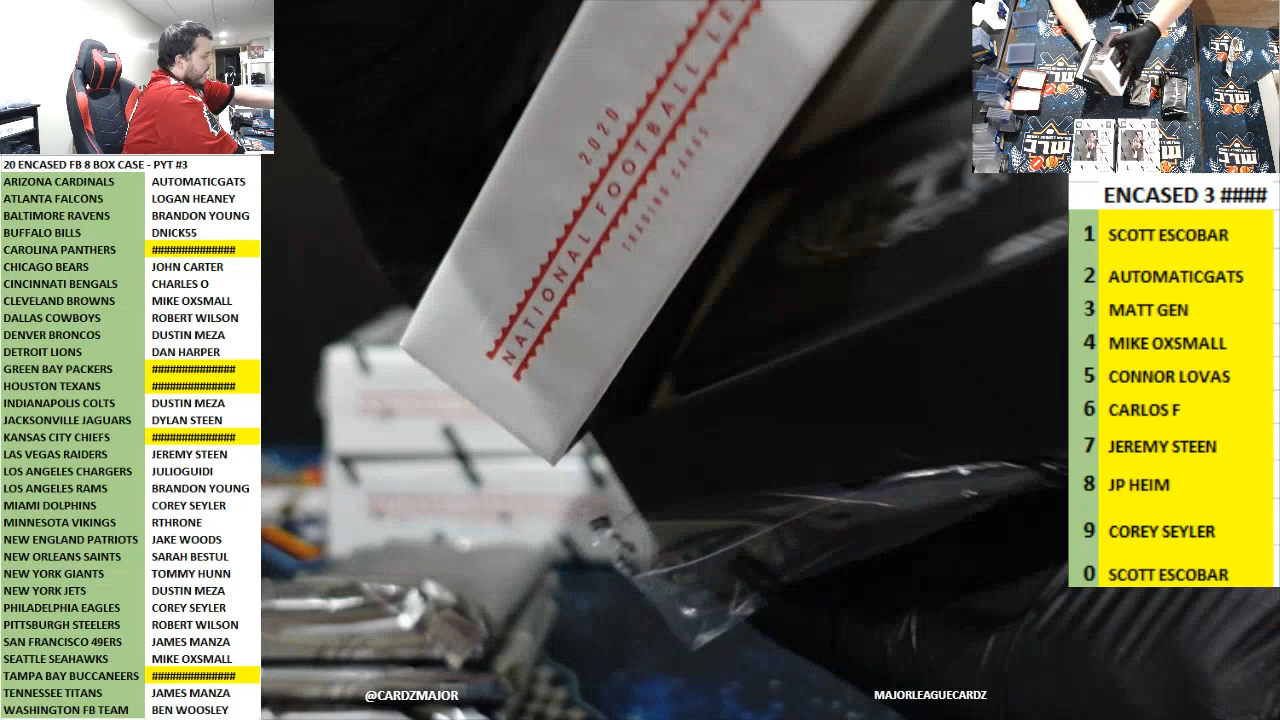 20 ENCASED FB 8 BOX CASE - PYT #3
ARIZONA CARDINALS AUTOMATICGATS
ATLANTA FALCONS LOGAN HEANEY
BALTIMORE RAVENS BRANDON YOUNG
BUFFALO BILLS DNICK55
CAROLINA PANTHERS ##############
CHICAGO BEARS JOHN CARTER
CINCINNATI BENGALS CHARLES O
CLEVELAND BROWNS MIKE OXSMALL
DALLAS COWBOYS ROBERT WILSON
DENVER BRONCOS DUSTIN MEZA
DETROIT LIONS DAN HARPER
GREEN BAY PACKERS ##############
HOUSTON TEXANS ##############
INDIANAPOLIS COLTS DUSTIN MEZA
JACKSONVILLE JAGUARS DYLAN STEEN
KANSAS CITY CHIEFS ##############
LAS VEGAS RAIDERS JEREMY STEEN
LOS ANGELES CHARGERS JULIOGUIDI
LOS ANGELES RAMS BRANDON YOUNG
MIAMI DOLPHINS COREY SEYLER
MINNESOTA VIKINGS RTHRONE
NEW ENGLAND PATRIOTS JAKE WOODS
NEW ORLEANS SAINTS SARAH BESTUL
NEW YORK GIANTS TOMMY HUNN
NEW YORK JETS DUSTIN MEZA
PHILADELPHIA EAGLES COREY SEYLER
PITTSBURGH STEELERS ROBERT WILSON
SAN FRANCISCO 49ERS JAMES MANZA
SEATTLE SEAHAWKS MIKE OXSMALL
TAMPA BAY BUCCANEERS ##############
TENNESSEE TITANS JAMES MANZA
WASHINGTON FB TEAM BEN WOOSLEY
2020
NATIONAL FOOTBALL
TRADING CARDS
@CARDZMAJOR
MAJORLEAGUECARDZ
ENCASED 3 ####
1 SCOTT ESCOBAR
2 AUTOMATICGATS
3 MATT GEN
4 MIKE OXSMALL
5 CONNOR LOVAS
6 CARLOS F
7 JEREMY STEEN
8 JP HEIM
9 COREY SEYLER
0 SCOTT ESCOBAR